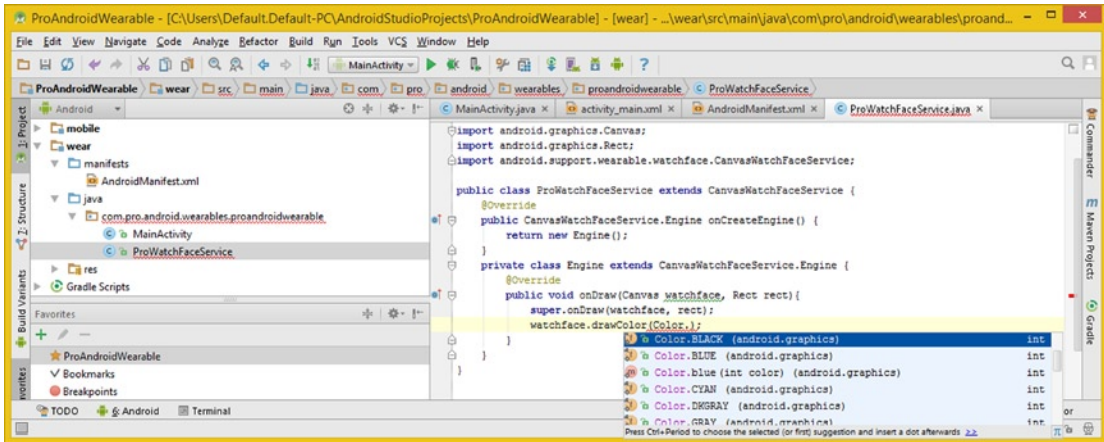 ProAndroidWearable - [C:\Users\Default.Default-PC\AndroidStudioProjects\ProAndroidWearable] - [wear] - ...\wear\src\main\java\com\pro\android\wearables\proand...
File Edit View Navigate Code Analyze Refactor Build Run Tools VCS Window Help
MainActivity
ProAndroidWearable wear src main java com pro android wearables proandroidwearable ProWatchFaceService
1: Project
Android
MainActivity.java × activity_main.xml × AndroidManifest.xml × ProWatchFaceService.java ×
mobile
wear
manifests
AndroidManifest.xml
java
com.pro.android.wearables.proandroidwearable
MainActivity
ProWatchFaceService
res
Gradle Scripts
7: Structure
Build Variants
Favorites
ProAndroidWearable
Bookmarks
Breakpoints
import android.graphics.Canvas;
import android.graphics.Rect;
import android.support.wearable.watchface.CanvasWatchFaceService;
public class ProWatchFaceService extends CanvasWatchFaceService {
@Override
public CanvasWatchFaceService.Engine onCreateEngine() {
return new Engine();
}
private class Engine extends CanvasWatchFaceService.Engine {
@Override
public void onDraw(Canvas watchface, Rect rect){
super.onDraw(watchface, rect);
watchface.drawColor(Color.);
}
}
}
Color.BLACK (android.graphics) int
Color.BLUE (android.graphics) int
Color.blue(int color) (android.graphics) int
Color.CYAN (android.graphics) int
Color.DKGRAY (android.graphics) int
Color.GRAY (android.graphics) int
Press Ctrl+Period to choose the selected (or first) suggestion and insert a dot afterwards >>
π
Commander
m Maven Projects
Gradle
TODO 6: Android Terminal